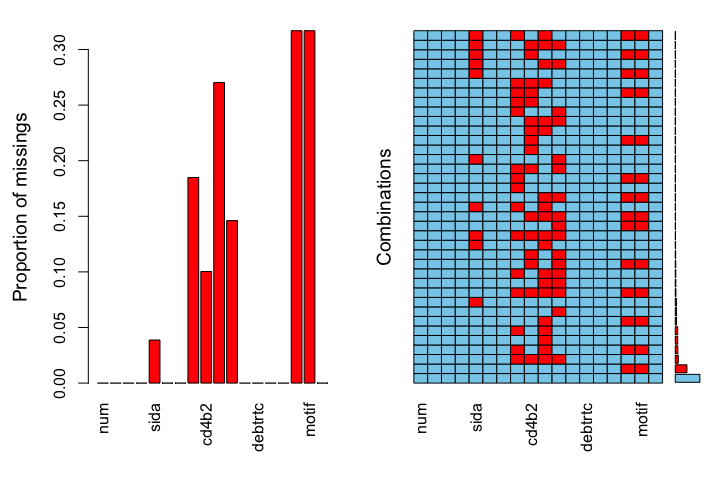 Proportion of missings
0.00
0.05
0.10
0.15
0.20
0.25
0.30
num
sida
cd4b2
debtrtc
motif
Combinations
num
sida
cd4b2
debtrtc
motif